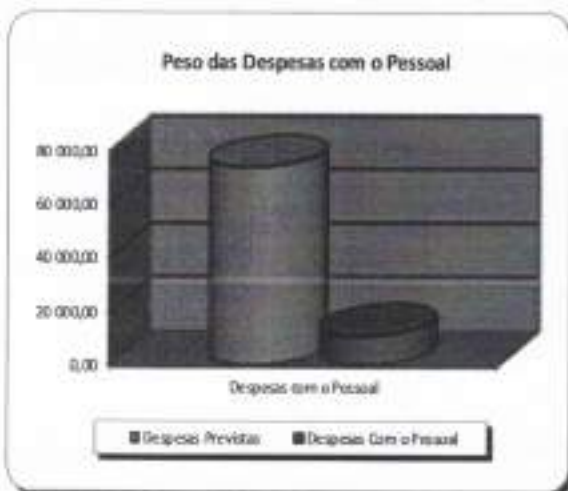 Peso das Despesas com o Pessoal
80 000,00
60 000,00
40 000,00
20 000,00
0,00
Despesas com o Pessoal
Despesas Previstas Despesas Com o Pessoal